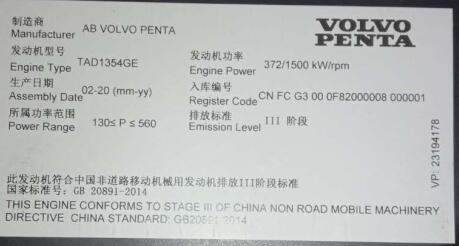 制造商
Manufacturer AB VOLVO PENTA
VOLVO
PENTA
发动机型号
Engine Type TAD1354GE
发动机功率
Engine Power 372/1500 kW/rpm
生产日期
Assembly Date 02-20 (mm-yy)
入库编号
Register Code CN FC G3 00 0F82000008 000001
所属功率范围
Power Range 130≤ P ≤ 560
排放标准
Emission Level III 阶段
VP: 23194178
此发动机符合中国非道路移动机械用发动机排放III阶段标准
国家标准号: GB 20891-2014
THIS ENGINE CONFORMS TO STAGE III OF CHINA NON ROAD MOBILE MACHINERY
DIRECTIVE CHINA STANDARD: GB20891 2014